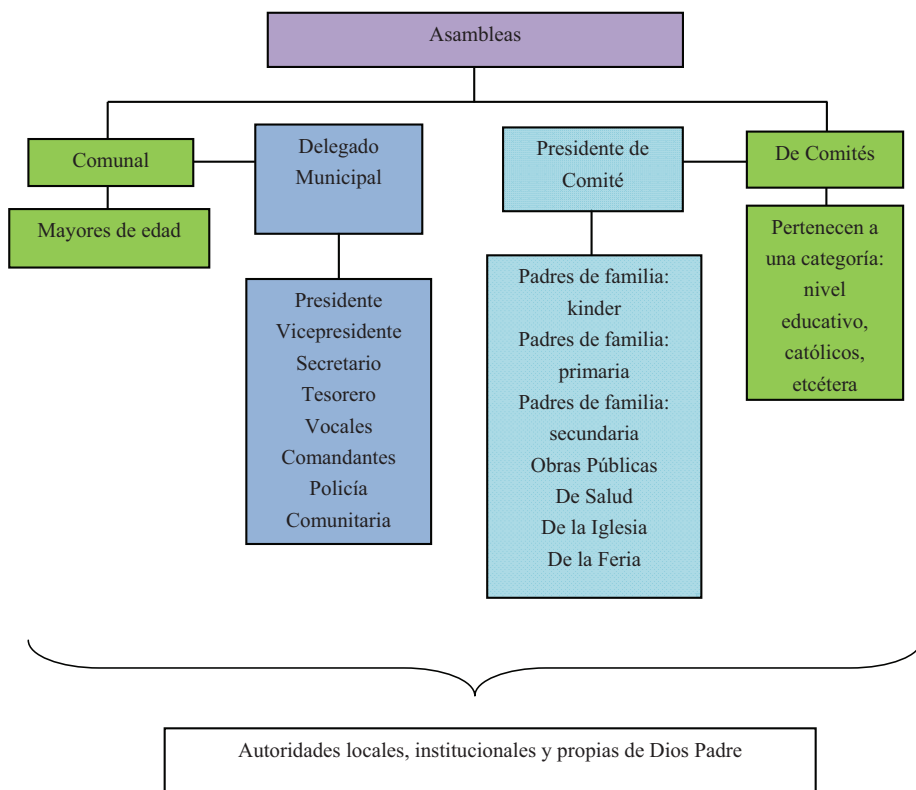 Asambleas
Comunal
Mayores de edad
Delegado
Municipal
Presidente
Vicepresidente
Secretario
Tesorero
Vocales
Comandantes
Policía
Comunitaria
Presidente de
Comité
Padres de familia:
kinder
Padres de familia:
primaria
Padres de familia:
secundaria
Obras Públicas
De Salud
De la Iglesia
De la Feria
De Comités
Pertenecen a
una categoría:
nivel
educativo,
católicos,
etcétera
Autoridades locales, institucionales y propias de Dios Padre